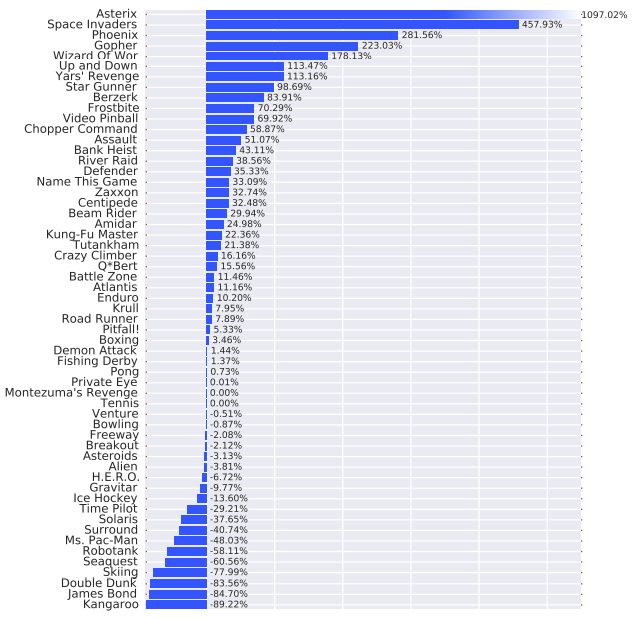 Asterix 1097.02%
Space Invaders 457.93%
Phoenix 281.56%
Gopher 223.03%
Wizard Of Wor 178.13%
Up and Down 113.47%
Yars' Revenge 113.16%
Star Gunner 98.69%
Berzerk 83.91%
Frostbite 70.29%
Video Pinball 69.92%
Chopper Command 58.87%
Assault 51.07%
Bank Heist 43.11%
River Raid 38.56%
Defender 35.33%
Name This Game 33.09%
Zaxxon 32.74%
Centipede 32.48%
Beam Rider 29.94%
Amidar 24.98%
Kung-Fu Master 22.36%
Tutankham 21.38%
Crazy Climber 16.16%
Q*Bert 15.56%
Battle Zone 11.46%
Atlantis 11.16%
Enduro 10.20%
Krull 7.95%
Road Runner 7.89%
Pitfall! 5.33%
Boxing 3.46%
Demon Attack 1.44%
Fishing Derby 1.37%
Pong 0.73%
Private Eye 0.01%
Montezuma's Revenge 0.00%
Tennis 0.00%
Venture -0.51%
Bowling -0.87%
Freeway -2.08%
Breakout -2.12%
Asteroids -3.13%
Alien -3.81%
H.E.R.O. -6.72%
Gravitar -9.77%
Ice Hockey -13.60%
Time Pilot -29.21%
Solaris -37.65%
Surround -40.74%
Ms. Pac-Man -48.03%
Robotank -58.11%
Seaquest -60.56%
Skiing -77.99%
Double Dunk -83.56%
James Bond -84.70%
Kangaroo -89.22%